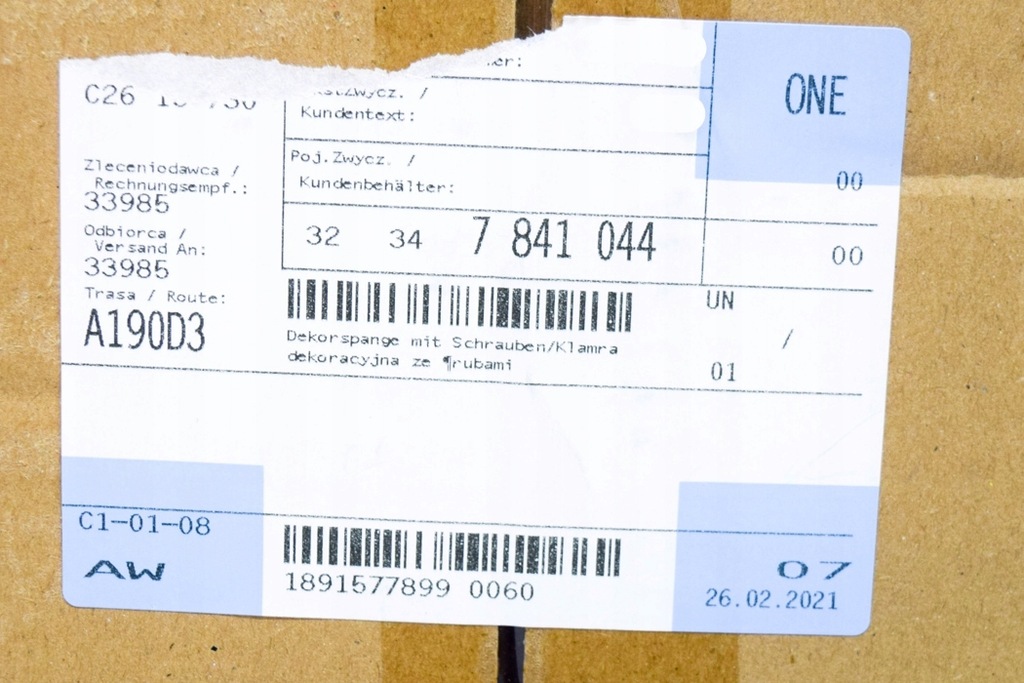 ONE
C26
Kundentext:
00
Poj.Zwycz. /
Kundenbehälter:
Zleceniodawca /
Rechnungsempf.:
33985
Odbiorca /
Versand An:
33985
32 34 7 841 044
00
Trasa / Route:
A190D3
UN
/
01
Dekorspange mit Schrauben/Klamra
dekoracyjna ze ¶rubami
C1-01-08
AW
1891577899 0060
07
26.02.2021